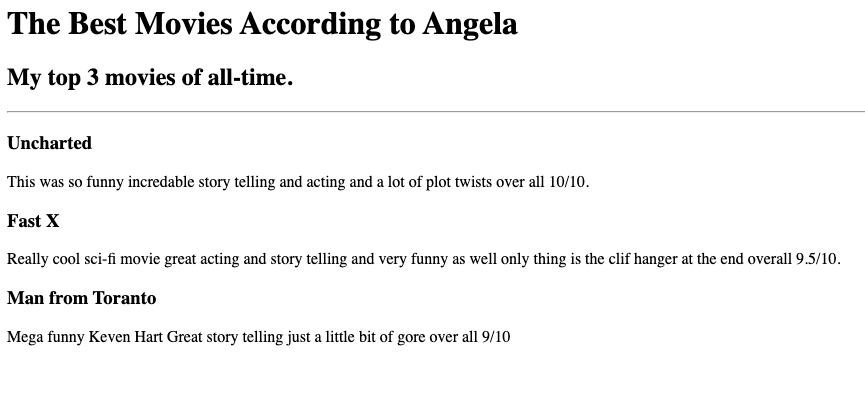 The Best Movies According to Angela
My top 3 movies of all-time.
Uncharted
This was so funny incredable story telling and acting and a lot of plot twists over all 10/10.
Fast X
Really cool sci-fi movie great acting and story telling and very funny as well only thing is the clif hanger at the end overall 9.5/10.
Man from Toranto
Mega funny Keven Hart Great story telling just a little bit of gore over all 9/10